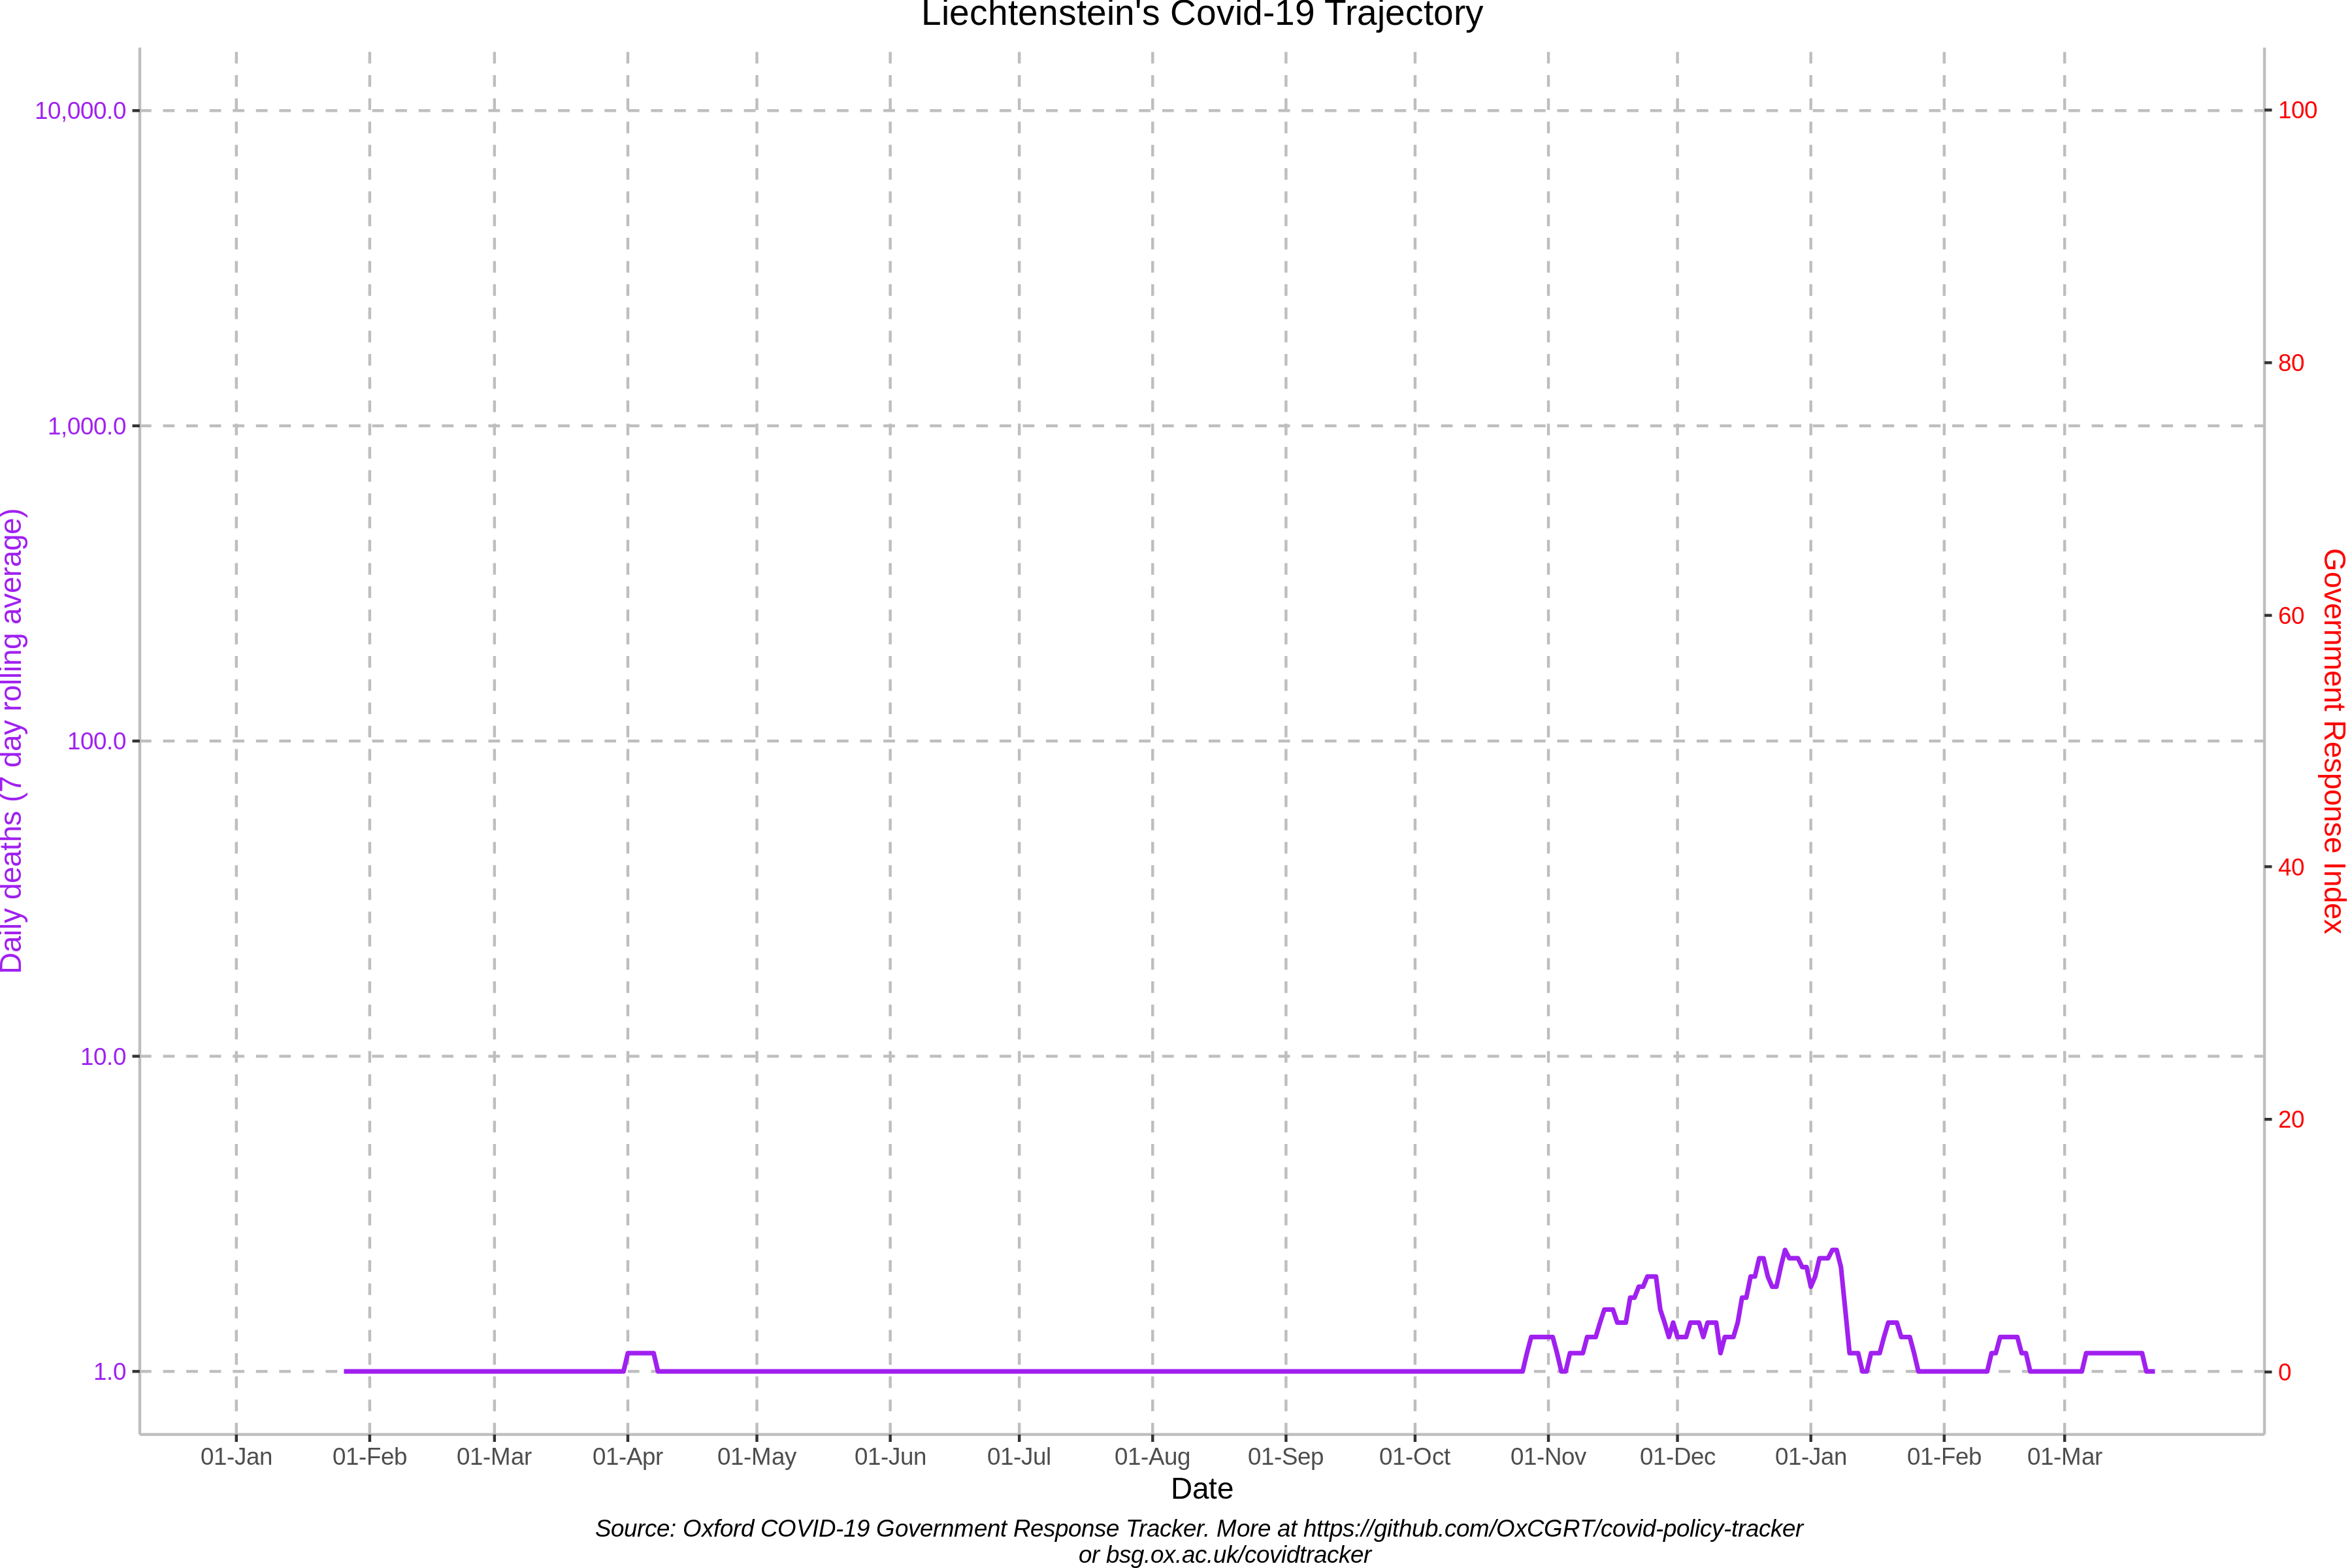 Liechtenstein's Covid-19 Trajectory
10,000.0
1,000.0
100.0
10.0
1.0
Daily deaths (7 day rolling average)
100
80
60
40
20
0
Government Response Index
01-Jan 01-Feb 01-Mar 01-Apr 01-May 01-Jun 01-Jul 01-Aug 01-Sep 01-Oct 01-Nov 01-Dec 01-Jan 01-Feb 01-Mar
Date
Source: Oxford COVID-19 Government Response Tracker. More at https://github.com/OxCGRT/covid-policy-tracker
or bsg.ox.ac.uk/covidtracker